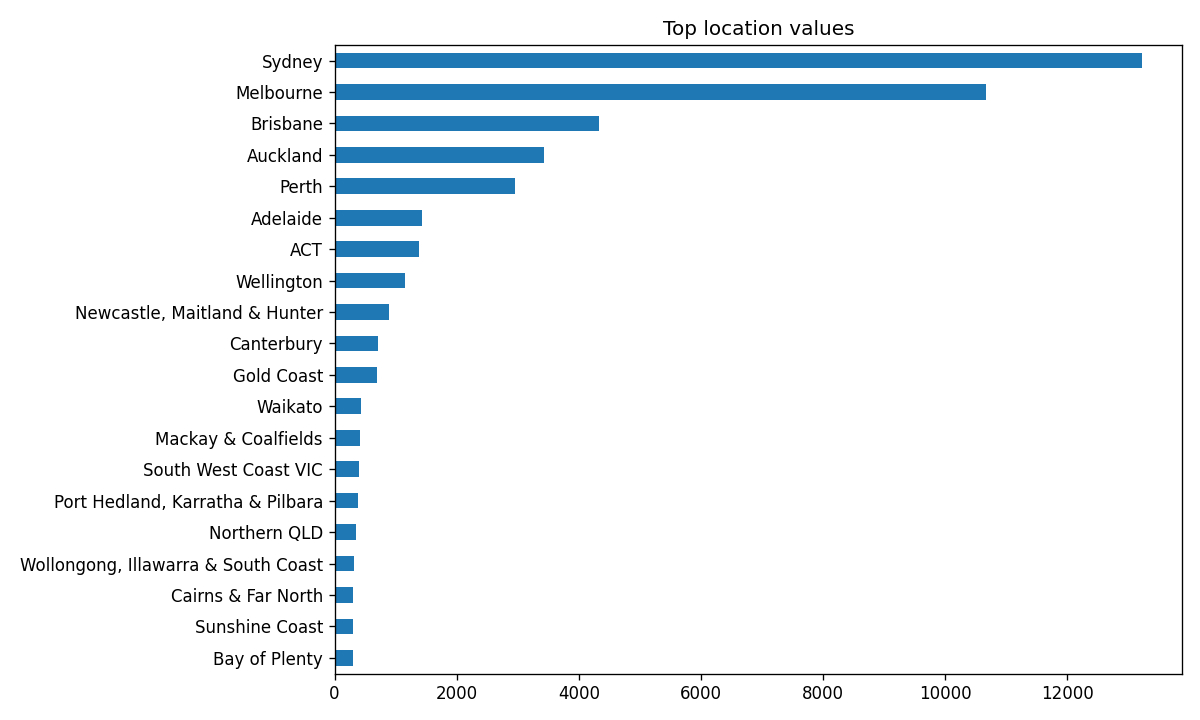 Top location values
Sydney
Melbourne
Brisbane
Auckland
Perth
Adelaide
ACT
Wellington
Newcastle, Maitland & Hunter
Canterbury
Gold Coast
Waikato
Mackay & Coalfields
South West Coast VIC
Port Hedland, Karratha & Pilbara
Northern QLD
Wollongong, Illawarra & South Coast
Cairns & Far North
Sunshine Coast
Bay of Plenty
0 2000 4000 6000 8000 10000 12000